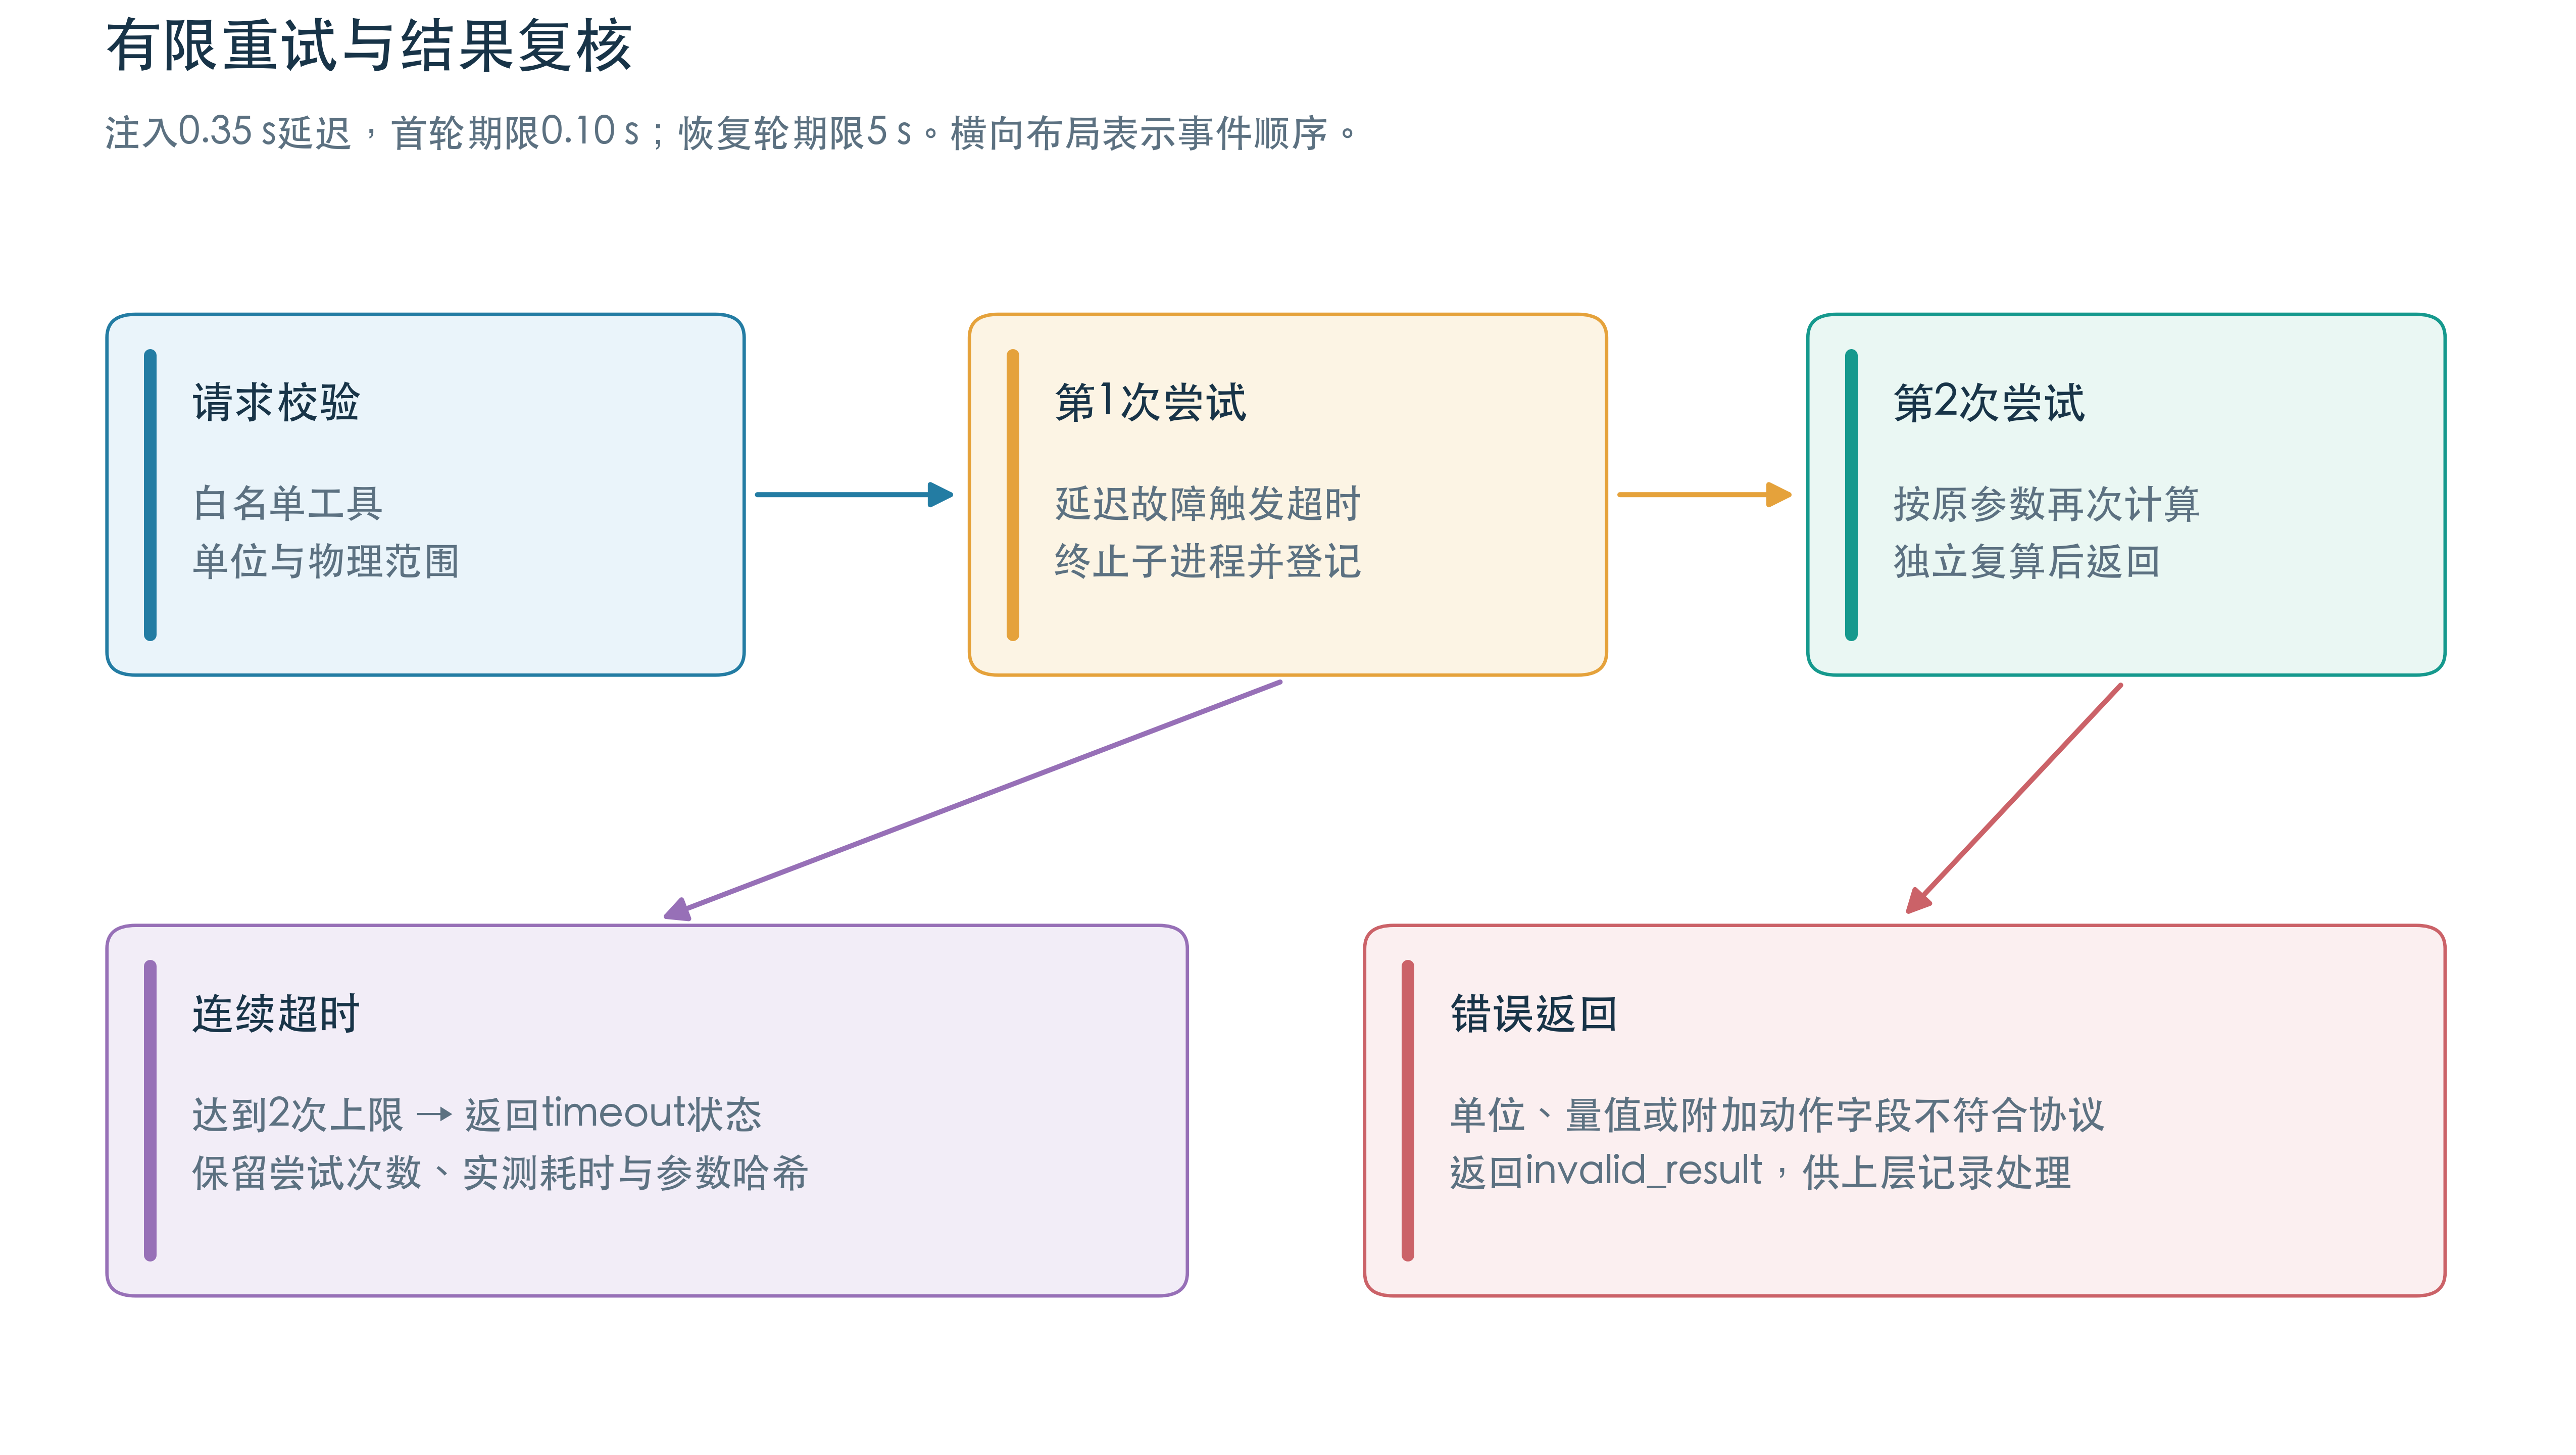 有限重试与结果复核
注入0.35 s延迟，首轮期限0.10 s；恢复轮期限5 s。横向布局表示事件顺序。
请求校验
白名单工具
单位与物理范围
第1次尝试
延迟故障触发超时
终止子进程并登记
第2次尝试
按原参数再次计算
独立复算后返回
连续超时
达到2次上限 → 返回timeout状态
保留尝试次数、实测耗时与参数哈希
错误返回
单位、量值或附加动作字段不符合协议
返回invalid_result，供上层记录处理